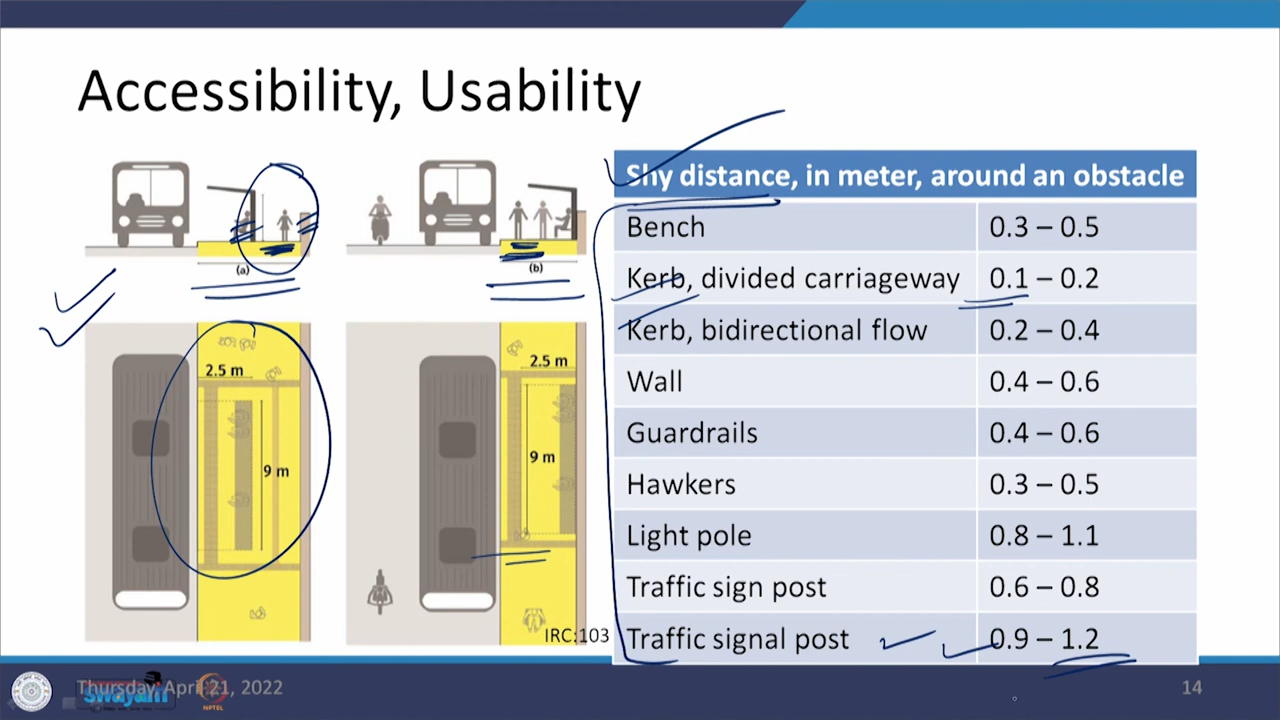 Accessibility, Usability
(a)
(b)
2.5 m
9 m
2.5 m
9 m
IRC:103
Shy distance, in meter, around an obstacle
Bench 0.3 – 0.5
Kerb, divided carriageway 0.1 – 0.2
Kerb, bidirectional flow 0.2 – 0.4
Wall 0.4 – 0.6
Guardrails 0.4 – 0.6
Hawkers 0.3 – 0.5
Light pole 0.8 – 1.1
Traffic sign post 0.6 – 0.8
Traffic signal post 0.9 – 1.2
Thursday, April 21, 2022
swayam
NPTEL
14